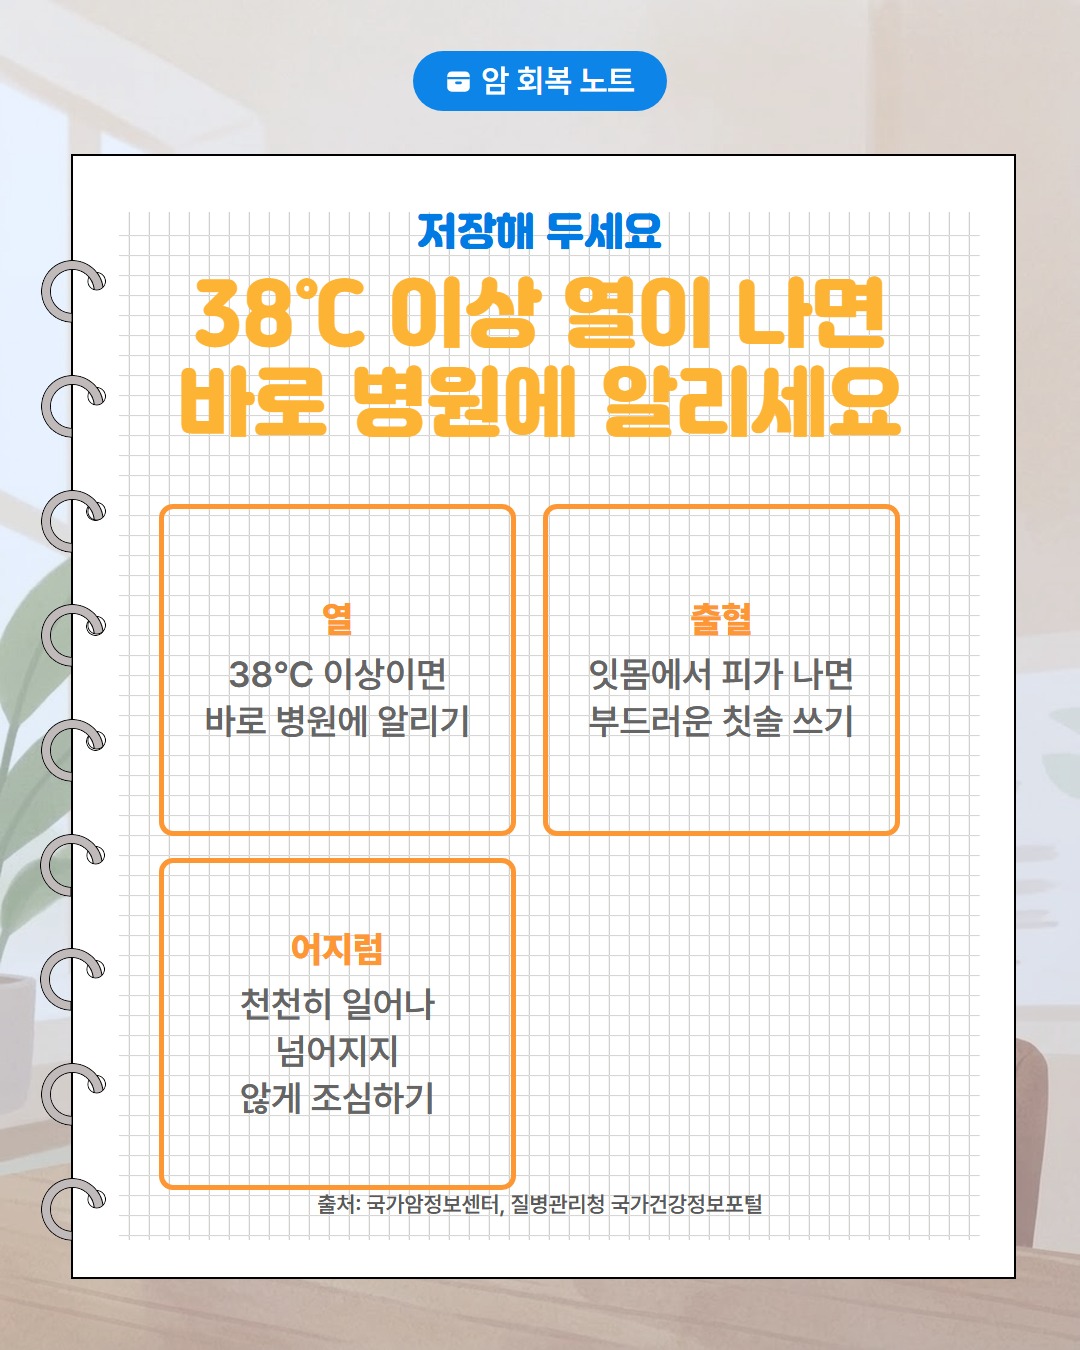 암 회복 노트
저장해 두세요
38°C 이상 열이 나면
바로 병원에 알리세요
열
38°C 이상이면
바로 병원에 알리기
출혈
잇몸에서 피가 나면
부드러운 칫솔 쓰기
어지럼
천천히 일어나
넘어지지
않게 조심하기
출처: 국가암정보센터, 질병관리청 국가건강정보포털